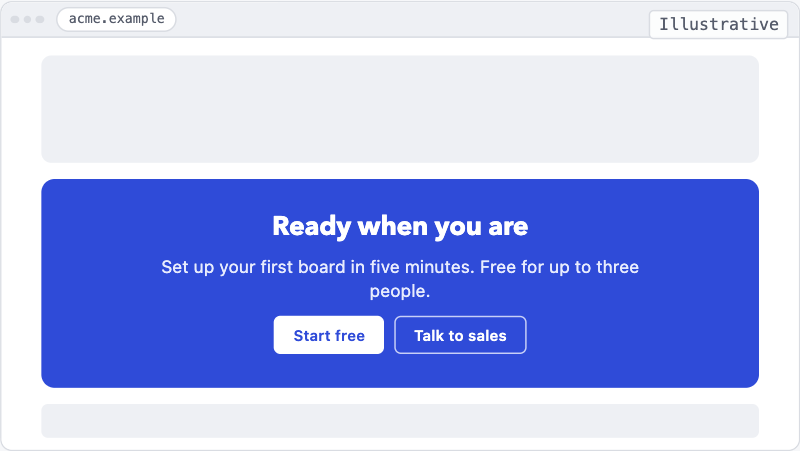 acme.example
Illustrative
Ready when you are
Set up your first board in five minutes. Free for up to three
people.
Start free
Talk to sales